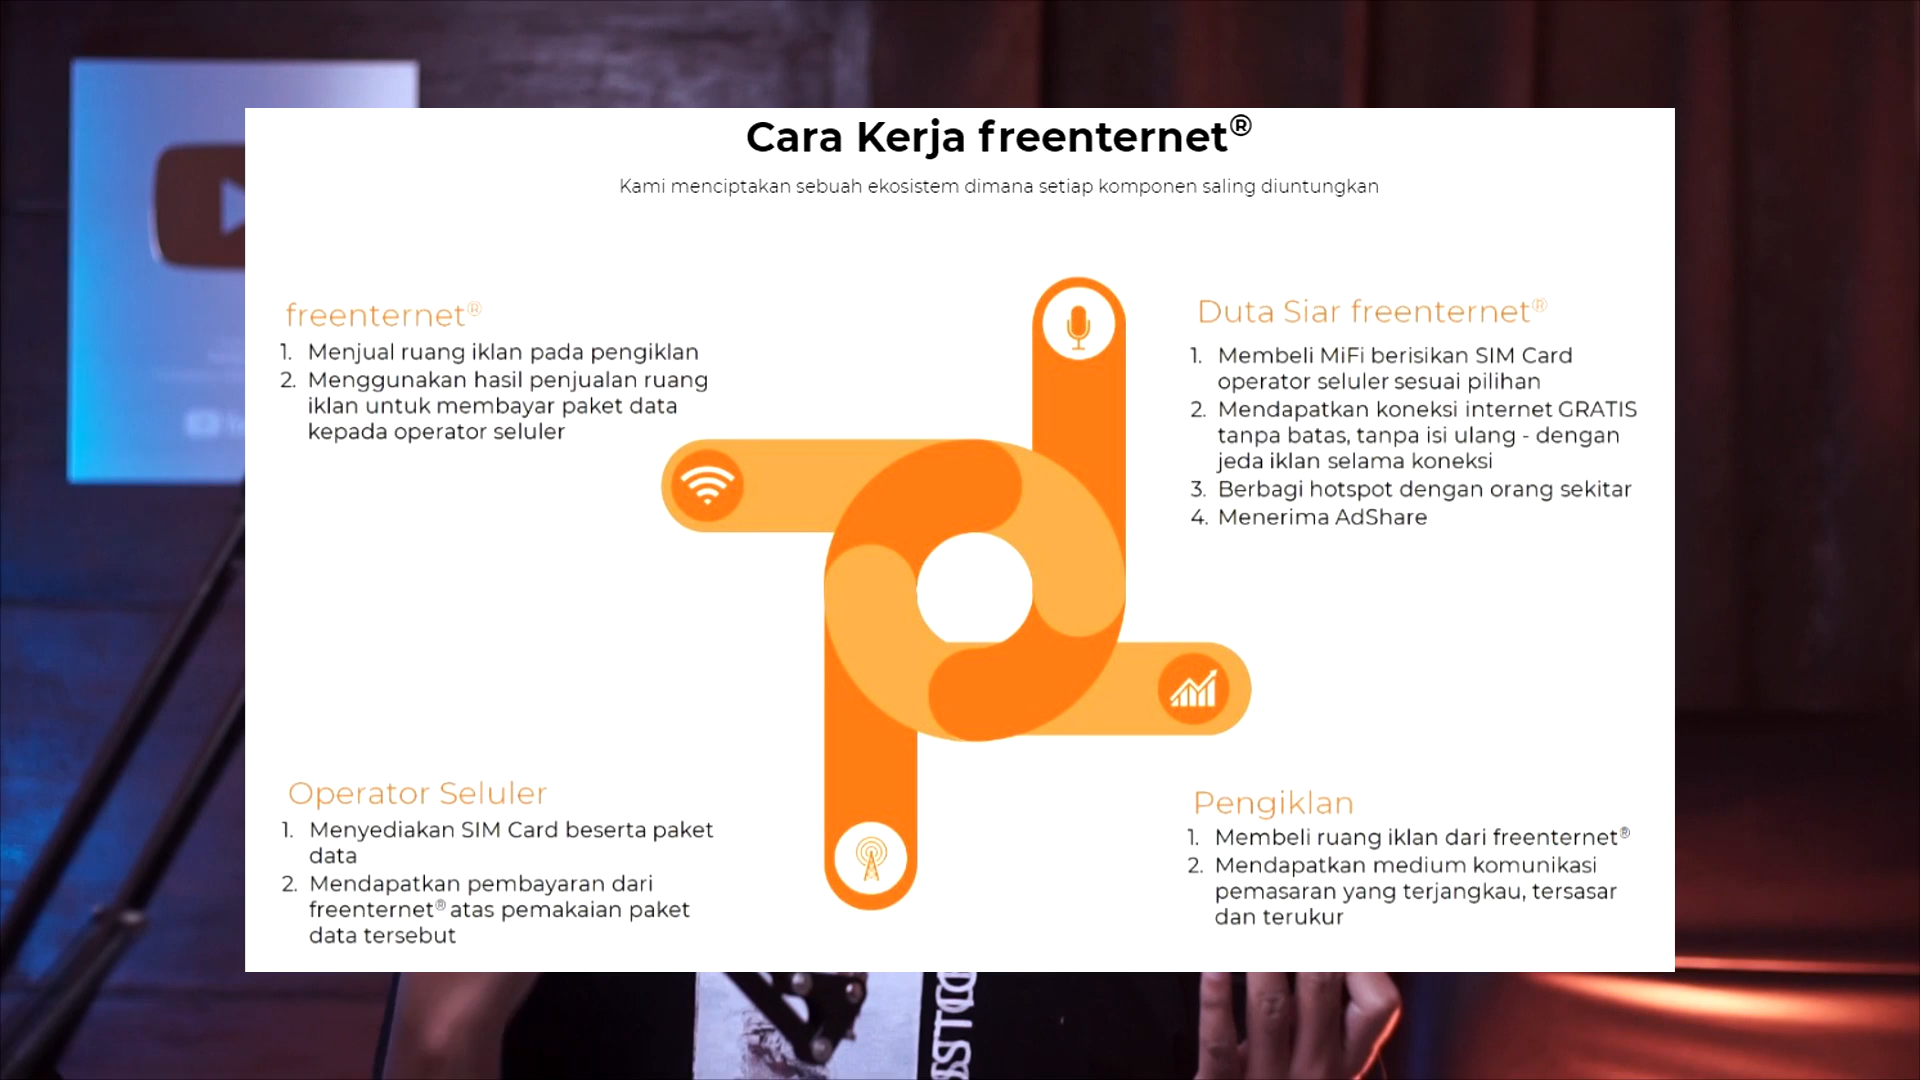 Cara Kerja freenternet®
Kami menciptakan sebuah ekosistem dimana setiap komponen saling diuntungkan
freenternet®
1. Menjual ruang iklan pada pengiklan
2. Menggunakan hasil penjualan ruang
iklan untuk membayar paket data
kepada operator seluler
Duta Siar freenternet®
1. Membeli MiFi berisikan SIM Card
operator seluler sesuai pilihan
2. Mendapatkan koneksi internet GRATIS
tanpa batas, tanpa isi ulang - dengan
jeda iklan selama koneksi
3. Berbagi hotspot dengan orang sekitar
4. Menerima AdShare
Operator Seluler
1. Menyediakan SIM Card beserta paket
data
2. Mendapatkan pembayaran dari
freenternet® atas pemakaian paket
data tersebut
Pengiklan
1. Membeli ruang iklan dari freenternet®
2. Mendapatkan medium komunikasi
pemasaran yang terjangkau, tersasar
dan terukur